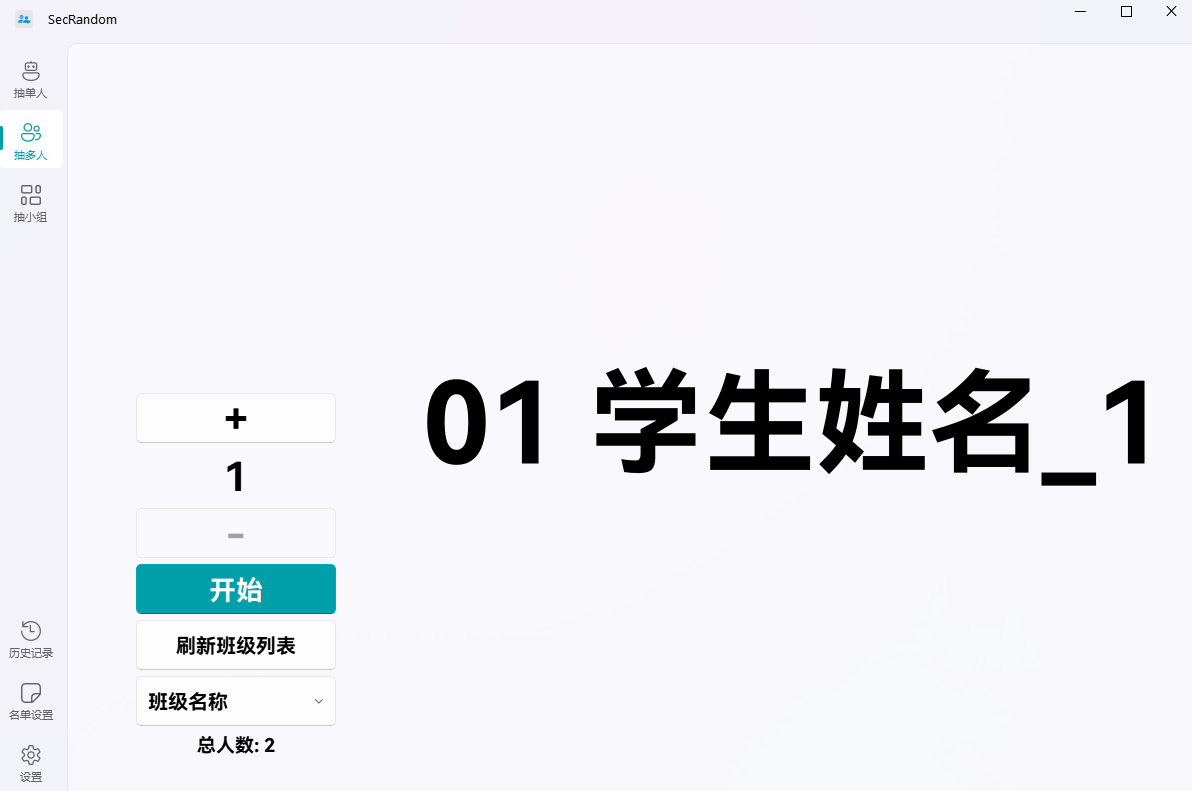 SecRandom
抽单人
抽多人
抽小组
历史记录
名单设置
设置
+
1
-
开始
刷新班级列表
班级名称
总人数: 2
01 学生姓名_1